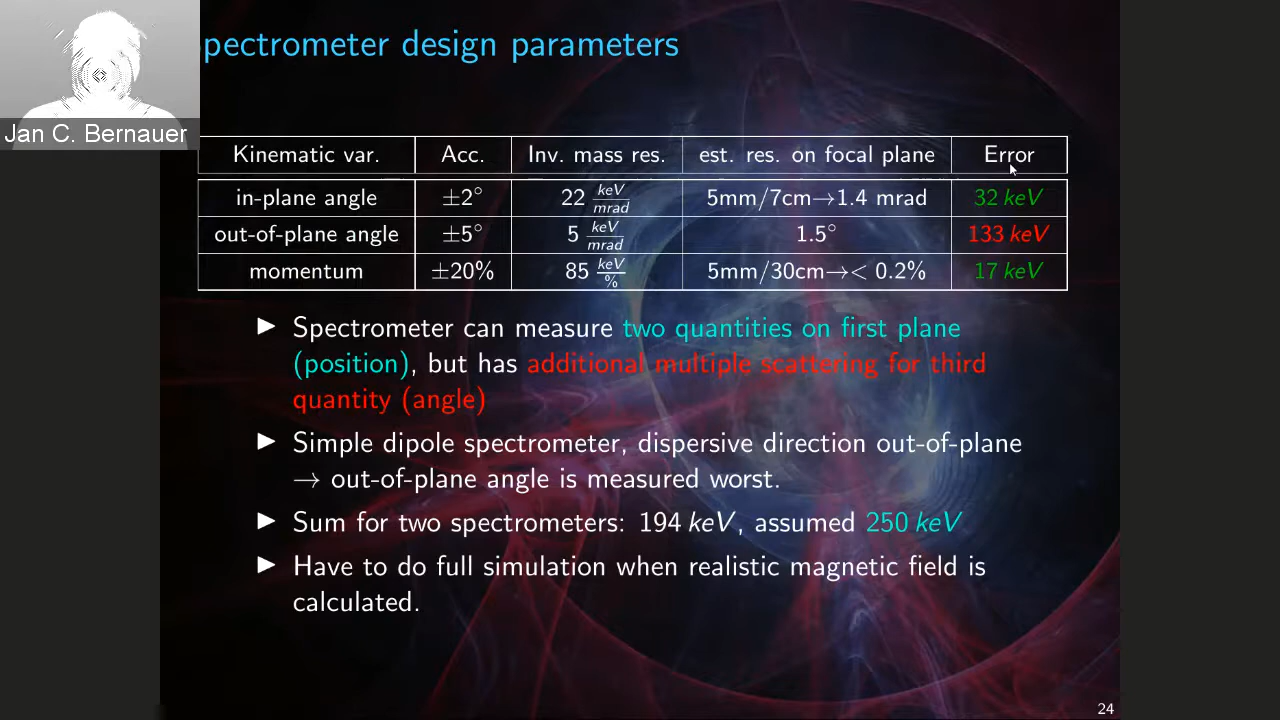 pectrometer design parameters
Jan C. Bernauer
Kinematic var. Acc. Inv. mass res. est. res. on focal plane Error
in-plane angle ±2° 22 keV/mrad 5mm/7cm→1.4 mrad 32 keV
out-of-plane angle ±5° 5 keV/mrad 1.5° 133 keV
momentum ±20% 85 keV/% 5mm/30cm→< 0.2% 17 keV
▶ Spectrometer can measure two quantities on first plane
(position), but has additional multiple scattering for third
quantity (angle)
▶ Simple dipole spectrometer, dispersive direction out-of-plane
→ out-of-plane angle is measured worst.
▶ Sum for two spectrometers: 194 keV, assumed 250 keV
▶ Have to do full simulation when realistic magnetic field is
calculated.
24